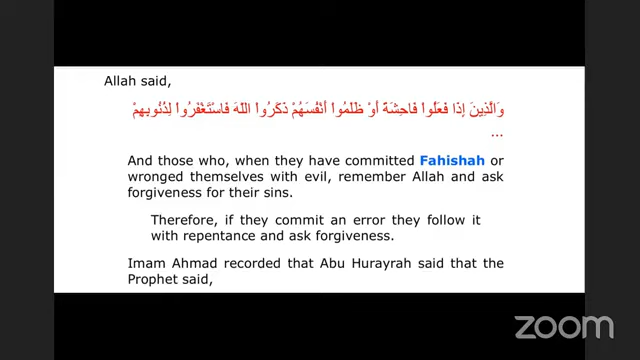 Allah said,
وَالَّذِينَ إِذَا فَعَلُواْ فَاحِشَةً أَوْ ظَلَمُواْ أَنْفُسَهُمْ ذَكَرُواْ اللّهَ فَاسْتَغْفَرُواْ لِذُنُوبِهِمْ
...
And those who, when they have committed Fahishah or
wronged themselves with evil, remember Allah and ask
forgiveness for their sins.
Therefore, if they commit an error they follow it
with repentance and ask forgiveness.
Imam Ahmad recorded that Abu Hurayrah said that the
Prophet said,
zoom